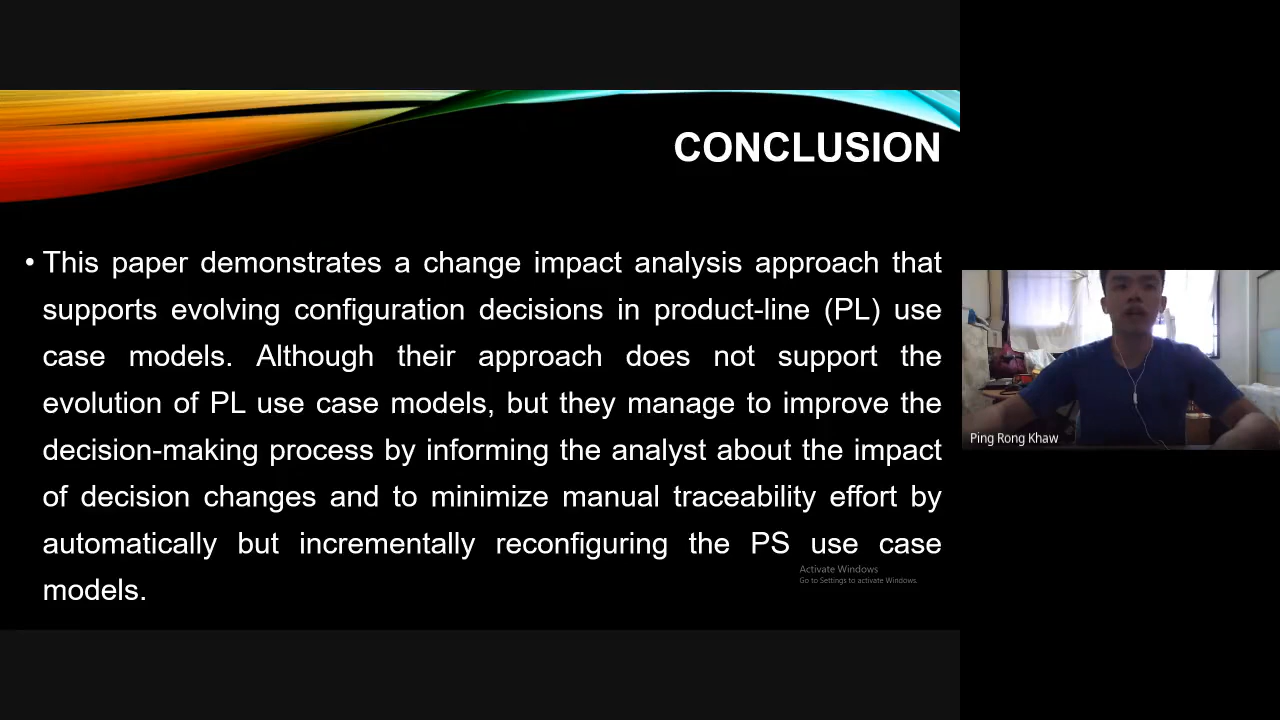 CONCLUSION
• This paper demonstrates a change impact analysis approach that
supports evolving configuration decisions in product-line (PL) use
case models. Although their approach does not support the
evolution of PL use case models, but they manage to improve the
decision-making process by informing the analyst about the impact
of decision changes and to minimize manual traceability effort by
automatically but incrementally reconfiguring the PS use case
models.
Activate Windows
Go to Settings to activate Windows.
Ping Rong Khaw